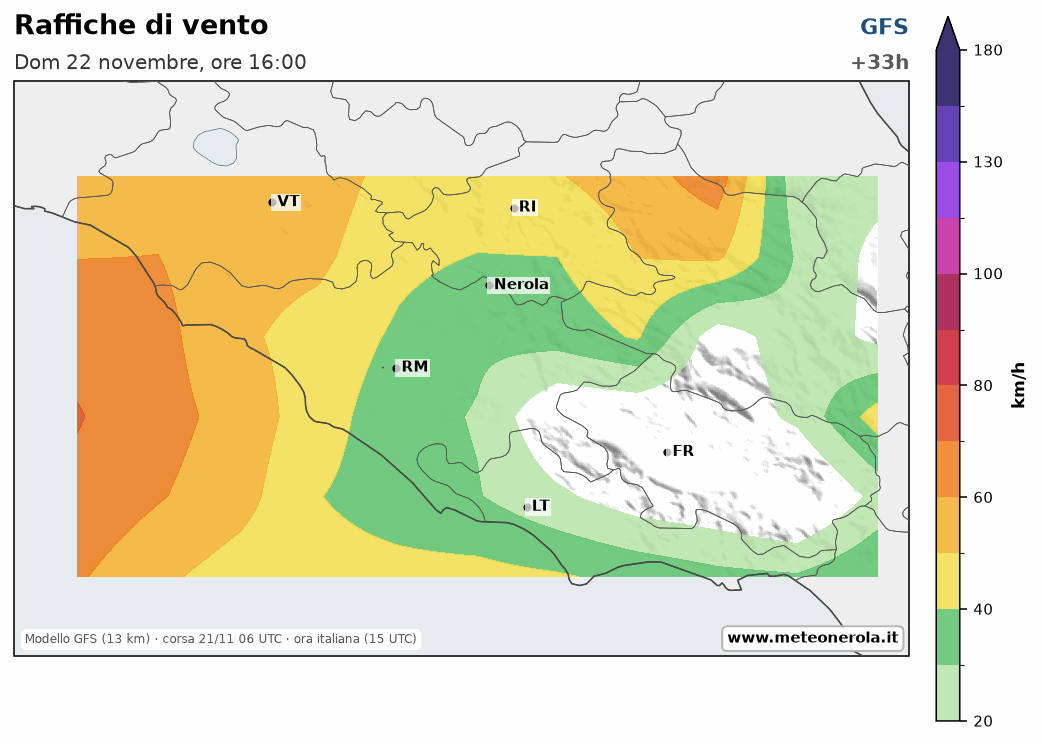 Raffiche di vento
GFS
Dom 22 novembre, ore 16:00
+33h
180
130
100
80
60
40
20
km/h
VT
RI
Nerola
RM
FR
LT
Modello GFS (13 km) · corsa 21/11 06 UTC · ora italiana (15 UTC)
www.meteonerola.it